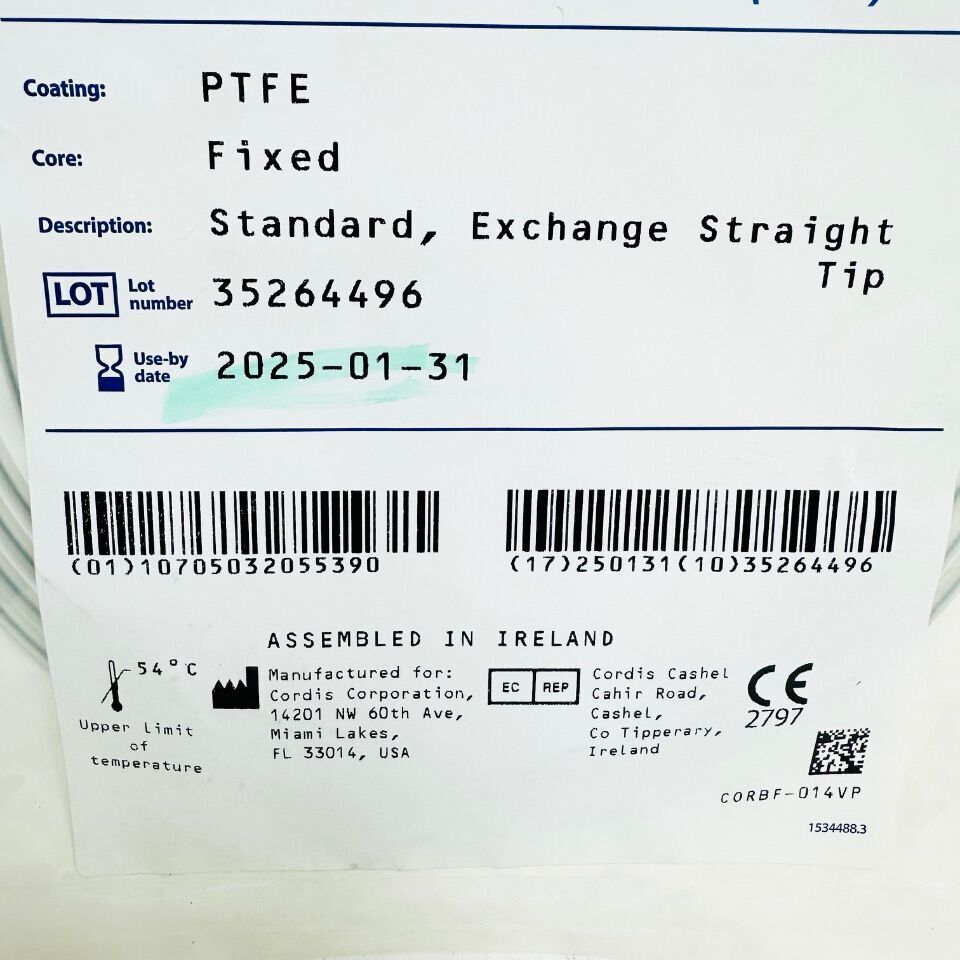 Coating: PTFE
Core: Fixed
Description: Standard, Exchange Straight
Tip
LOT Lot number 35264496
Use-by date 2025-01-31
(01)10705032055390
(17)250131(10)35264496
ASSEMBLED IN IRELAND
54°C
Upper limit
of
temperature
Manufactured for:
Cordis Corporation,
14201 NW 60th Ave,
Miami Lakes,
FL 33014, USA
EC REP
Cordis Cashel
Cahir Road,
Cashel,
Co Tipperary,
Ireland
CE
2797
CORBF-014VP
1534488.3